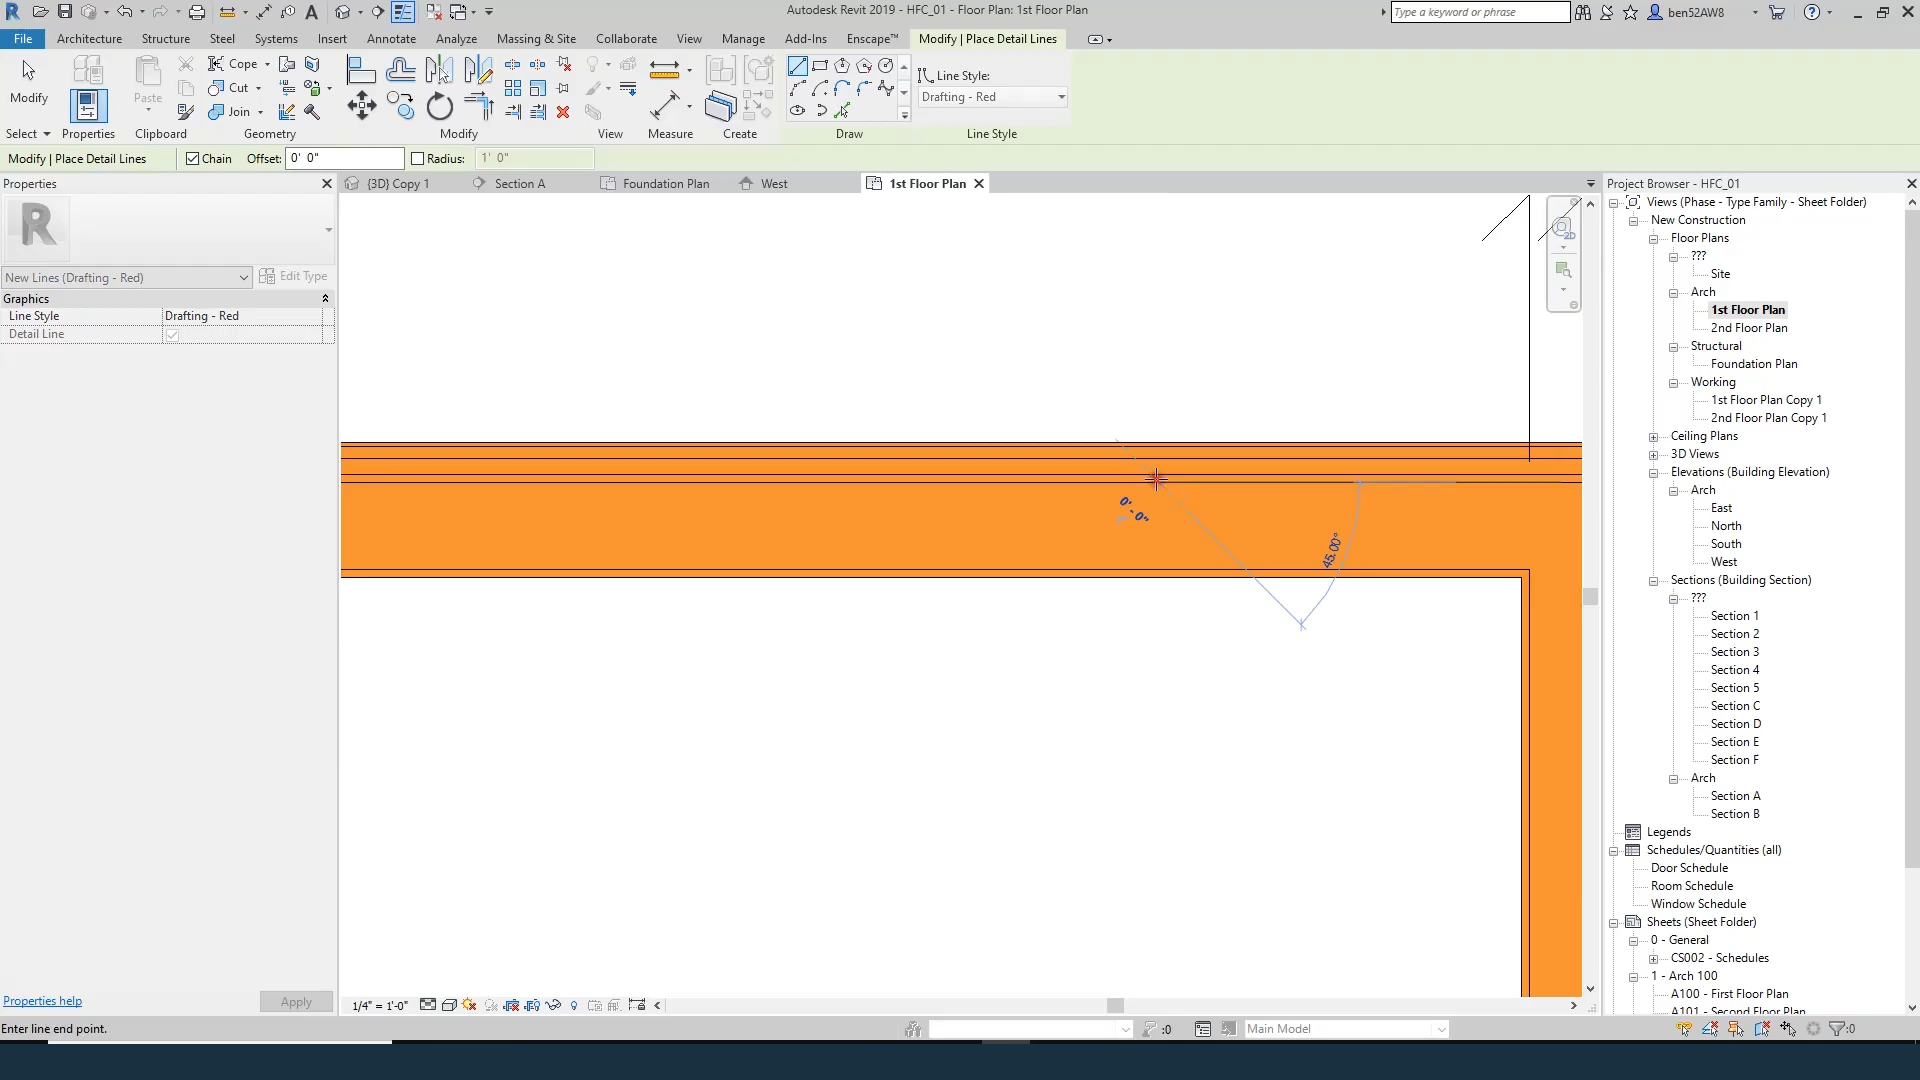 Autodesk Revit 2019 - HFC_01 - Floor Plan: 1st Floor Plan
Type a keyword or phrase
ben52AW8
File
Architecture
Structure
Steel
Systems
Insert
Annotate
Analyze
Massing & Site
Collaborate
View
Manage
Add-Ins
Enscape™
Modify | Place Detail Lines
Modify
Paste
Cope
Cut
Join
Line Style:
Drafting - Red
Select
Properties
Clipboard
Geometry
Modify
View
Measure
Create
Draw
Line Style
Modify | Place Detail Lines
Chain
Offset:
0' 0"
Radius:
1' 0"
Properties
{3D} Copy 1
Section A
Foundation Plan
West
1st Floor Plan
Project Browser - HFC_01
R
New Lines (Drafting - Red)
Edit Type
Graphics
Line Style
Drafting - Red
Detail Line
2D
0' - 0"
45.00°
Views (Phase - Type Family - Sheet Folder)
New Construction
Floor Plans
???
Site
Arch
1st Floor Plan
2nd Floor Plan
Structural
Foundation Plan
Working
1st Floor Plan Copy 1
2nd Floor Plan Copy 1
Ceiling Plans
3D Views
Elevations (Building Elevation)
Arch
East
North
South
West
Sections (Building Section)
???
Section 1
Section 2
Section 3
Section 4
Section 5
Section C
Section D
Section E
Section F
Arch
Section A
Section B
Legends
Schedules/Quantities (all)
Door Schedule
Room Schedule
Window Schedule
Sheets (Sheet Folder)
0 - General
CS002 - Schedules
1 - Arch 100
A100 - First Floor Plan
A101 - Second Floor Plan
Properties help
Apply
1/4" = 1'-0"
Enter line end point.
:0
Main Model
:0